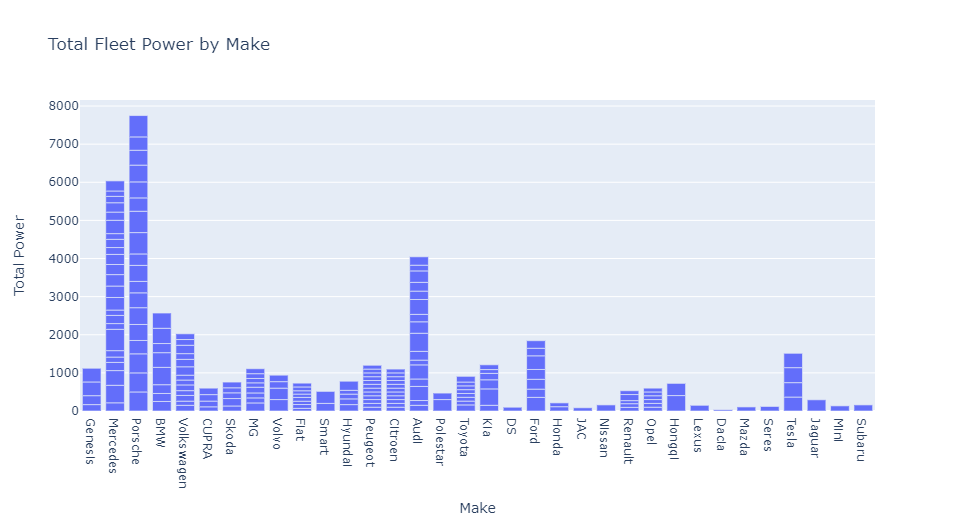 Total Fleet Power by Make
8000
7000
6000
5000
4000
3000
2000
1000
0
Total Power
Genesis
Mercedes
Porsche
BMW
Volkswagen
CUPRA
Skoda
MG
Volvo
Fiat
Smart
Hyundai
Peugeot
Citroen
Audi
Polestar
Toyota
Kia
DS
Ford
Honda
JAC
Nissan
Renault
Opel
Hongqi
Lexus
Dacia
Mazda
Seres
Tesla
Jaguar
Mini
Subaru
Make